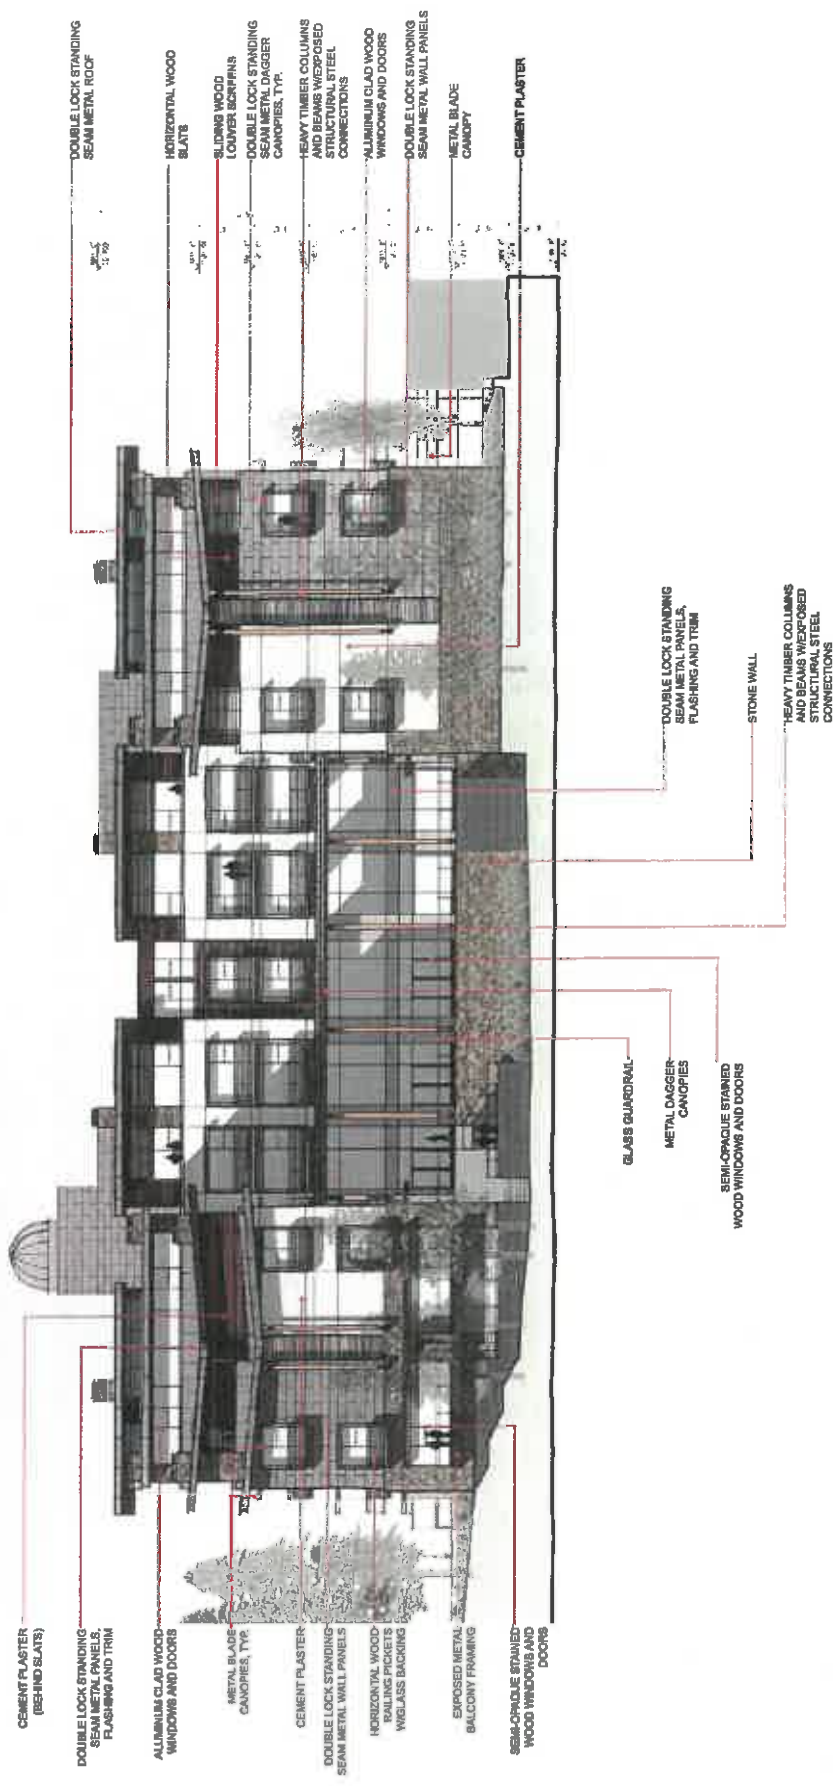 CEMENT PLASTER
(BEHIND SLATS)
DOUBLE LOCK STANDING
SEAM METAL PANELS,
FLASHING AND TRIM
ALUMINUM CLAD WOOD
WINDOWS AND DOORS
METAL BLADE
CANOPIES, TYP.
CEMENT PLASTER
DOUBLE LOCK STANDING
SEAM METAL WALL PANELS
HORIZONTAL WOOD
RAILING PICKETS
W/GLASS BACKING
EXPOSED METAL
BALCONY FRAMING
SEMI-OPAQUE STAINED
WOOD WINDOWS AND
DOORS
GLASS GUARDRAIL
METAL DAGGER
CANOPIES
SEMI-OPAQUE STAINED
WOOD WINDOWS AND DOORS
DOUBLE LOCK STANDING
SEAM METAL PANELS,
FLASHING AND TRIM
STONE WALL
HEAVY TIMBER COLUMNS
AND BEAMS W/EXPOSED
STRUCTURAL STEEL
CONNECTIONS
DOUBLE LOCK STANDING
SEAM METAL ROOF
HORIZONTAL WOOD
SLATS
SLIDING WOOD
LOUVER SCREENS
DOUBLE LOCK STANDING
SEAM METAL DAGGER
CANOPIES, TYP.
HEAVY TIMBER COLUMNS
AND BEAMS W/EXPOSED
STRUCTURAL STEEL
CONNECTIONS
ALUMINUM CLAD WOOD
WINDOWS AND DOORS
DOUBLE LOCK STANDING
SEAM METAL WALL PANELS
METAL BLADE
CANOPY
CEMENT PLASTER